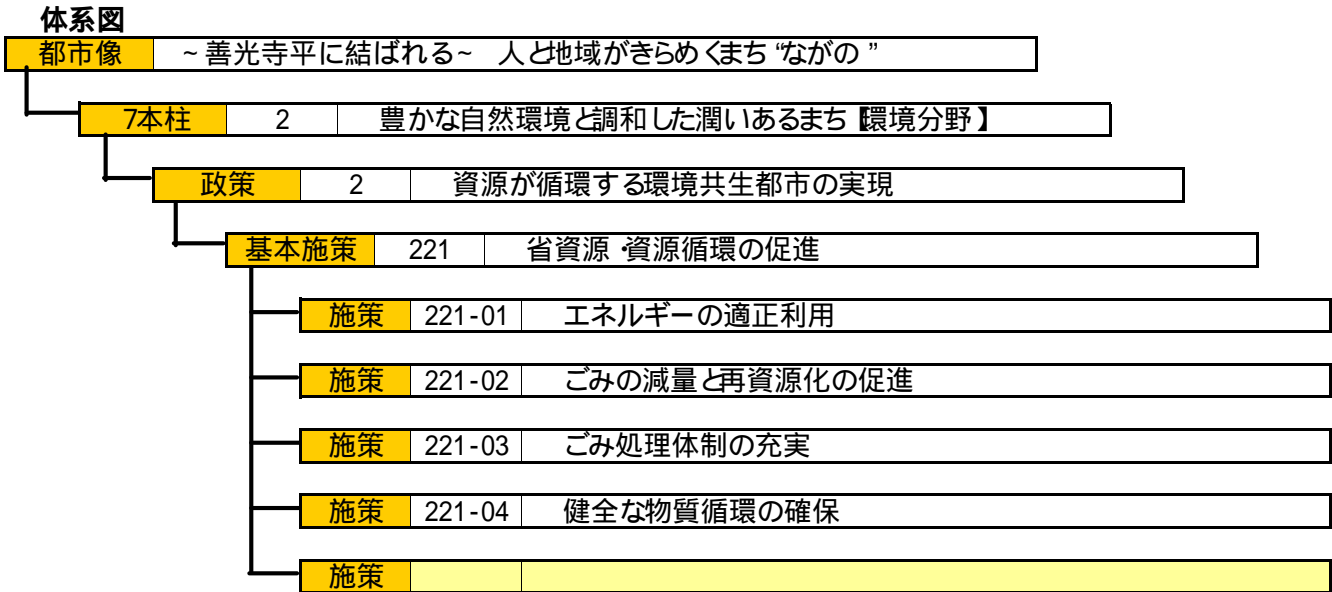 体系図
都市像 ~善光寺平に結ばれる~ 人と地域がきらめくまち“ながの”
7本柱 2 豊かな自然環境と調和した潤いあるまち【環境分野】
政策 2 資源が循環する環境共生都市の実現
基本施策 221 省資源・資源循環の促進
施策 221-01 エネルギーの適正利用
施策 221-02 ごみの減量と再資源化の促進
施策 221-03 ごみ処理体制の充実
施策 221-04 健全な物質循環の確保
施策